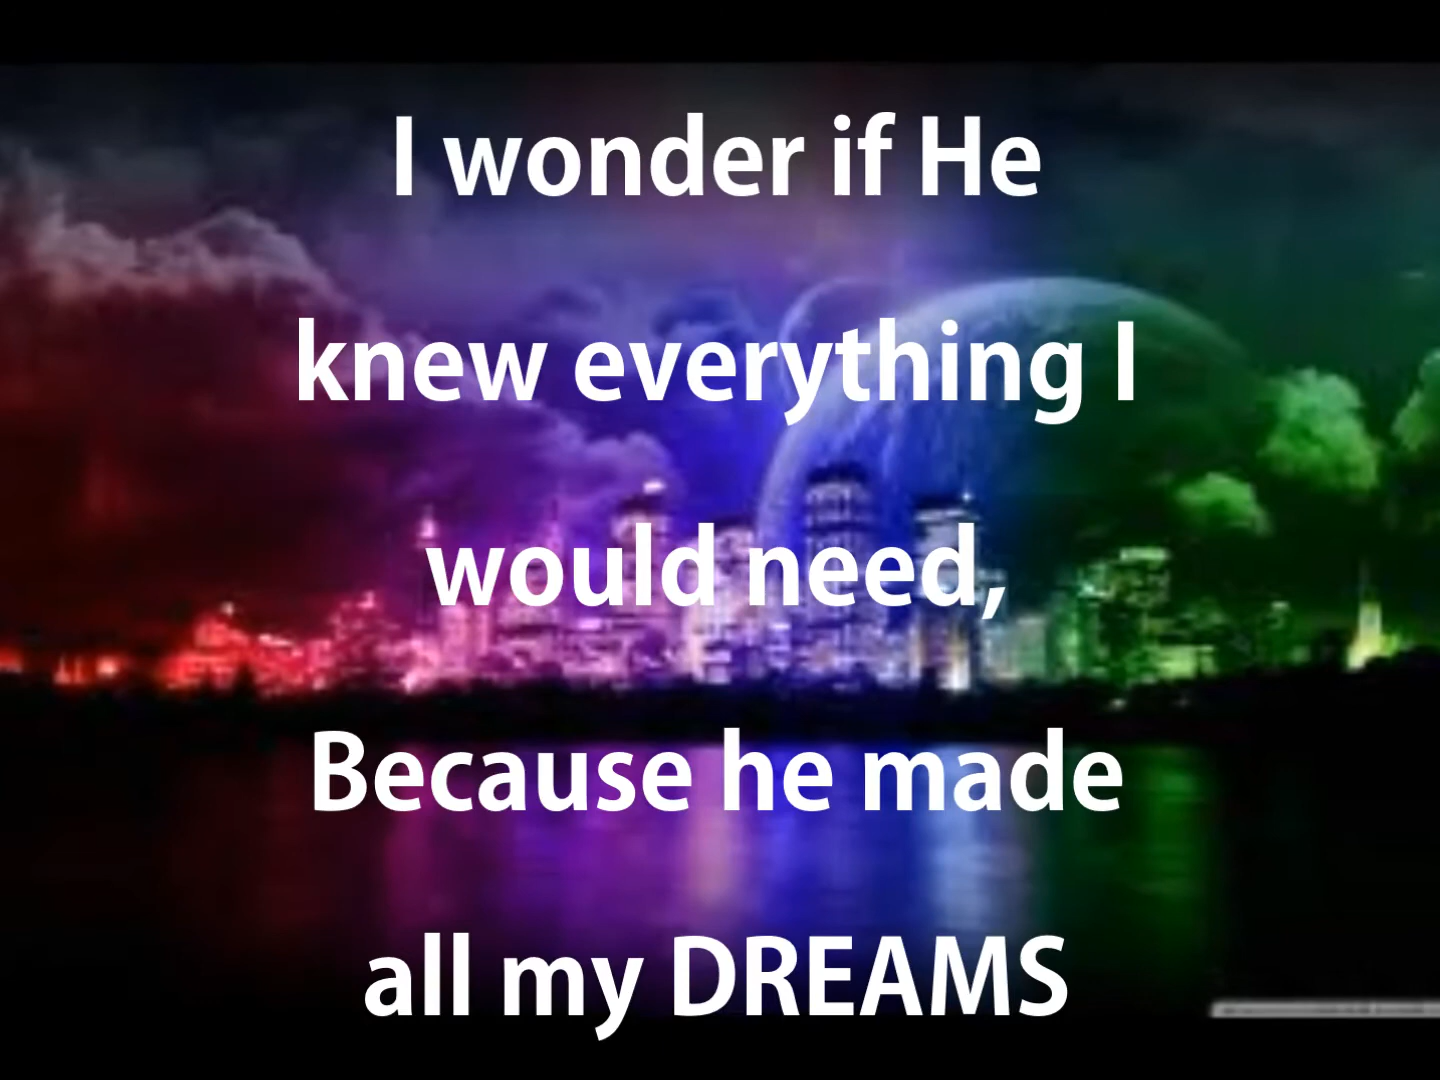 I wonder if He
knew everything I
would need,
Because he made
all my DREAMS